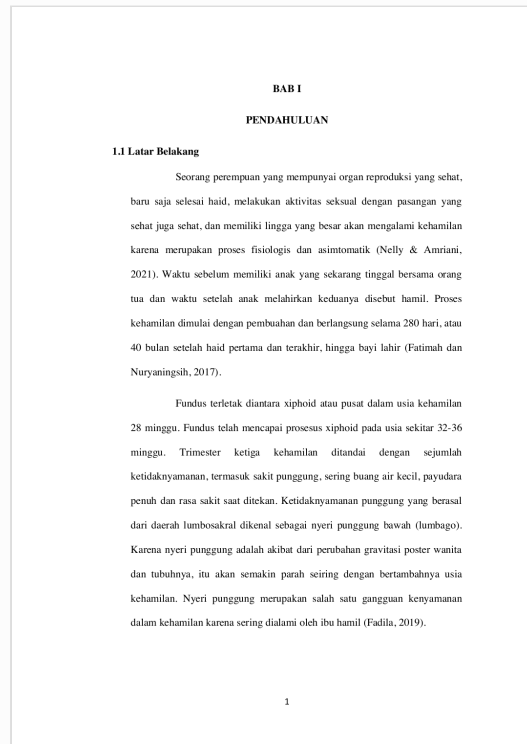 BAB I
PENDAHULUAN
1.1 Latar Belakang
Seorang perempuan yang mempunyai organ reproduksi yang sehat,
baru saja selesai haid, melakukan aktivitas seksual dengan pasangan yang
sehat juga sehat, dan memiliki lingga yang besar akan mengalami kehamilan
karena merupakan proses fisiologis dan asimtomatik (Nelly & Amriani,
2021). Waktu sebelum memiliki anak yang sekarang tinggal bersama orang
tua dan waktu setelah anak melahirkan keduanya disebut hamil. Proses
kehamilan dimulai dengan pembuahan dan berlangsung selama 280 hari, atau
40 bulan setelah haid pertama dan terakhir, hingga bayi lahir (Fatimah dan
Nuryaningsih, 2017).
Fundus terletak diantara xiphoid atau pusat dalam usia kehamilan
28 minggu. Fundus telah mencapai prosesus xiphoid pada usia sekitar 32-36
minggu. Trimester ketiga kehamilan ditandai dengan sejumlah
ketidaknyamanan, termasuk sakit punggung, sering buang air kecil, payudara
penuh dan rasa sakit saat ditekan. Ketidaknyamanan punggung yang berasal
dari daerah lumbosakral dikenal sebagai nyeri punggung bawah (lumbago).
Karena nyeri punggung adalah akibat dari perubahan gravitasi poster wanita
dan tubuhnya, itu akan semakin parah seiring dengan bertambahnya usia
kehamilan. Nyeri punggung merupakan salah satu gangguan kenyamanan
dalam kehamilan karena sering dialami oleh ibu hamil (Fadila, 2019).
1